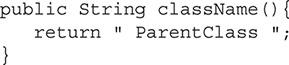 public String className(){
   return " ParentClass ";
}